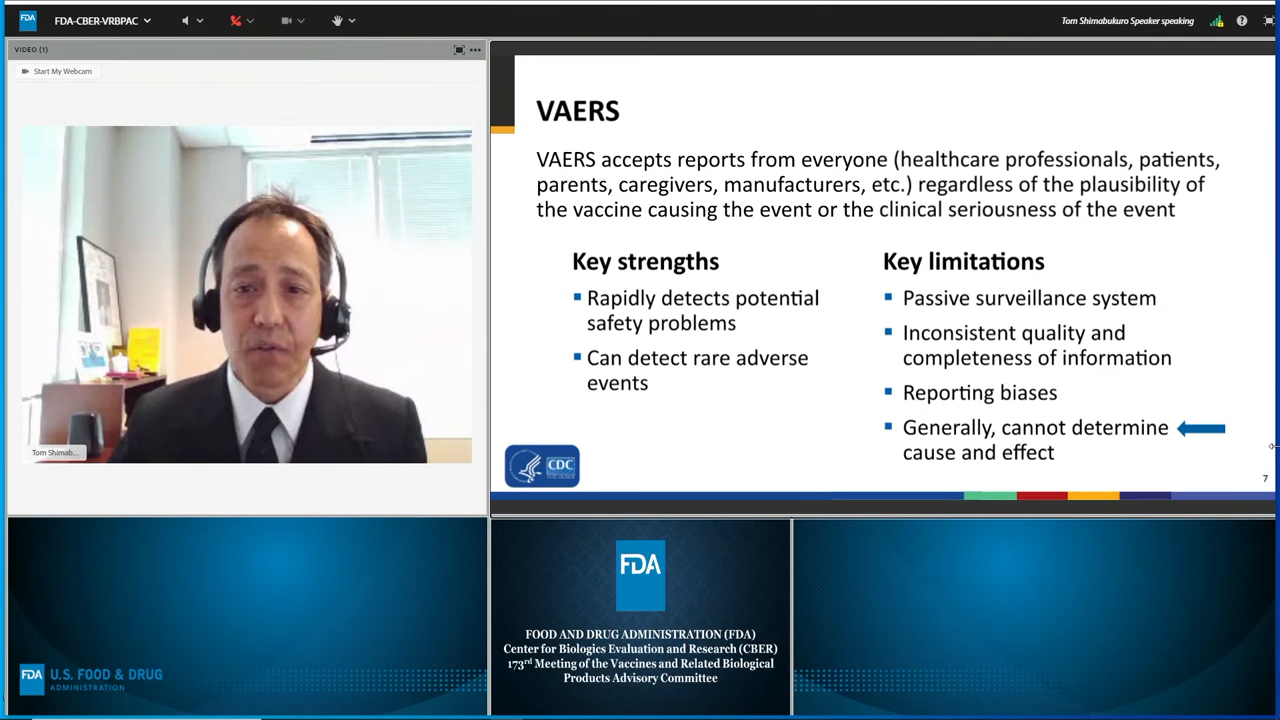 FDA
FDA-CBER-VRBPAC
Tom Shimabukuro Speaker speaking
VIDEO (1)
Start My Webcam
Tom Shimab...
VAERS
VAERS accepts reports from everyone (healthcare professionals, patients,
parents, caregivers, manufacturers, etc.) regardless of the plausibility of
the vaccine causing the event or the clinical seriousness of the event
Key strengths
Rapidly detects potential
safety problems
Can detect rare adverse
events
Key limitations
Passive surveillance system
Inconsistent quality and
completeness of information
Reporting biases
Generally, cannot determine
cause and effect
CDC
7
FDA U.S. FOOD & DRUG
ADMINISTRATION
FDA
FOOD AND DRUG ADMINISTRATION (FDA)
Center for Biologics Evaluation and Research (CBER)
173rd Meeting of the Vaccines and Related Biological
Products Advisory Committee